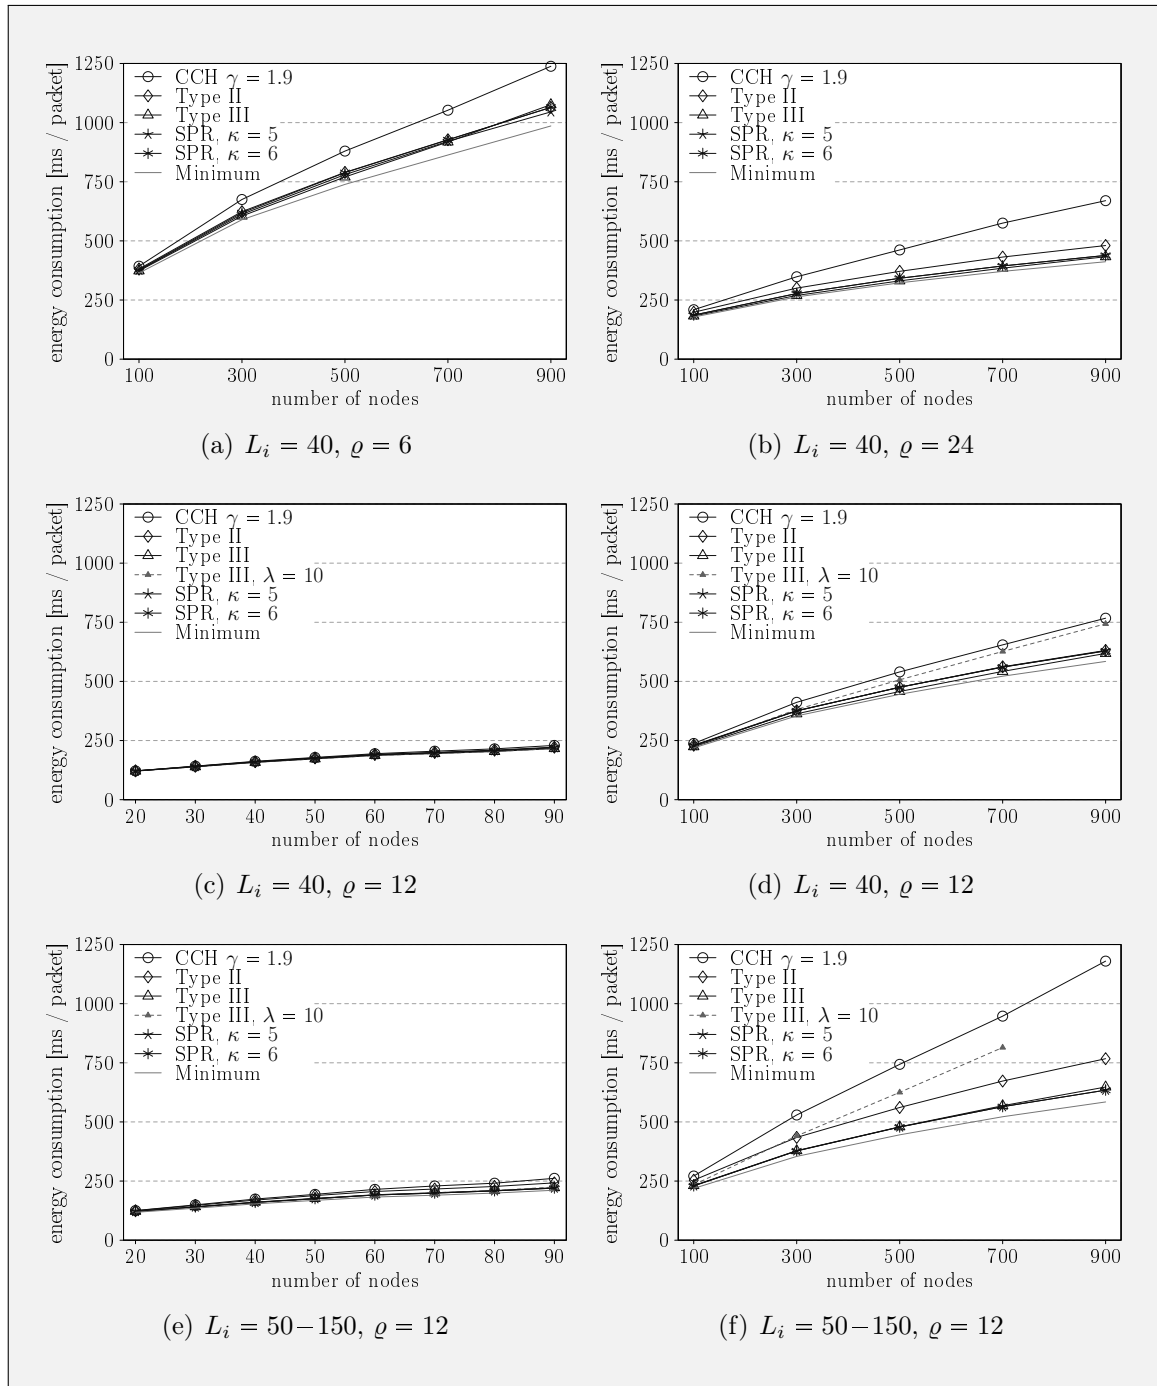 energy consumption [ms / packet]
1250
1000
750
500
250
0
CCH γ = 1.9
Type II
Type III
SPR, κ = 5
SPR, κ = 6
Minimum
100 300 500 700 900
number of nodes
(a) L_i = 40, ϱ = 6
energy consumption [ms / packet]
1250
1000
750
500
250
0
CCH γ = 1.9
Type II
Type III
SPR, κ = 5
SPR, κ = 6
Minimum
100 300 500 700 900
number of nodes
(b) L_i = 40, ϱ = 24
energy consumption [ms / packet]
1250
1000
750
500
250
0
CCH γ = 1.9
Type II
Type III
Type III, λ = 10
SPR, κ = 5
SPR, κ = 6
Minimum
20 30 40 50 60 70 80 90
number of nodes
(c) L_i = 40, ϱ = 12
energy consumption [ms / packet]
1250
1000
750
500
250
0
CCH γ = 1.9
Type II
Type III
Type III, λ = 10
SPR, κ = 5
SPR, κ = 6
Minimum
100 300 500 700 900
number of nodes
(d) L_i = 40, ϱ = 12
energy consumption [ms / packet]
1250
1000
750
500
250
0
CCH γ = 1.9
Type II
Type III
Type III, λ = 10
SPR, κ = 5
SPR, κ = 6
Minimum
20 30 40 50 60 70 80 90
number of nodes
(e) L_i = 50−150, ϱ = 12
energy consumption [ms / packet]
1250
1000
750
500
250
0
CCH γ = 1.9
Type II
Type III
Type III, λ = 10
SPR, κ = 5
SPR, κ = 6
Minimum
100 300 500 700 900
number of nodes
(f) L_i = 50−150, ϱ = 12